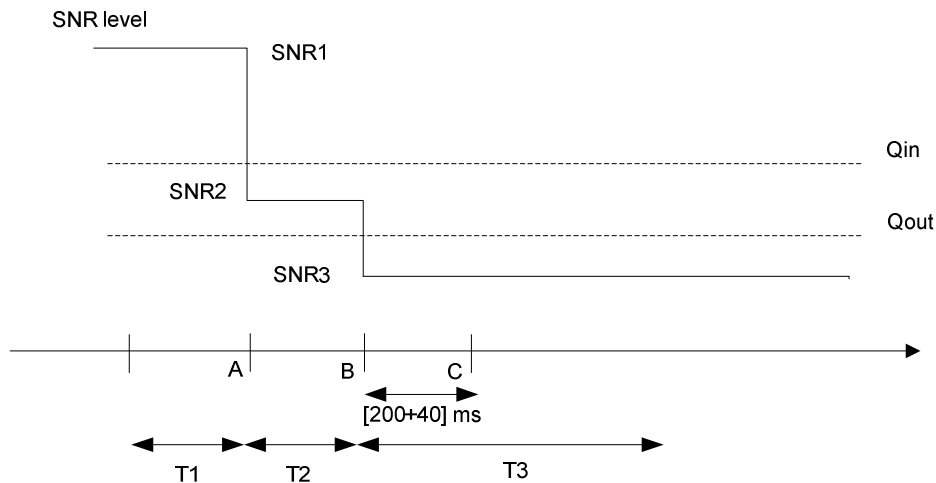 SNR level
SNR1
Qin
SNR2
Qout
SNR3
A
B
C
[200+40] ms
T1
T2
T3